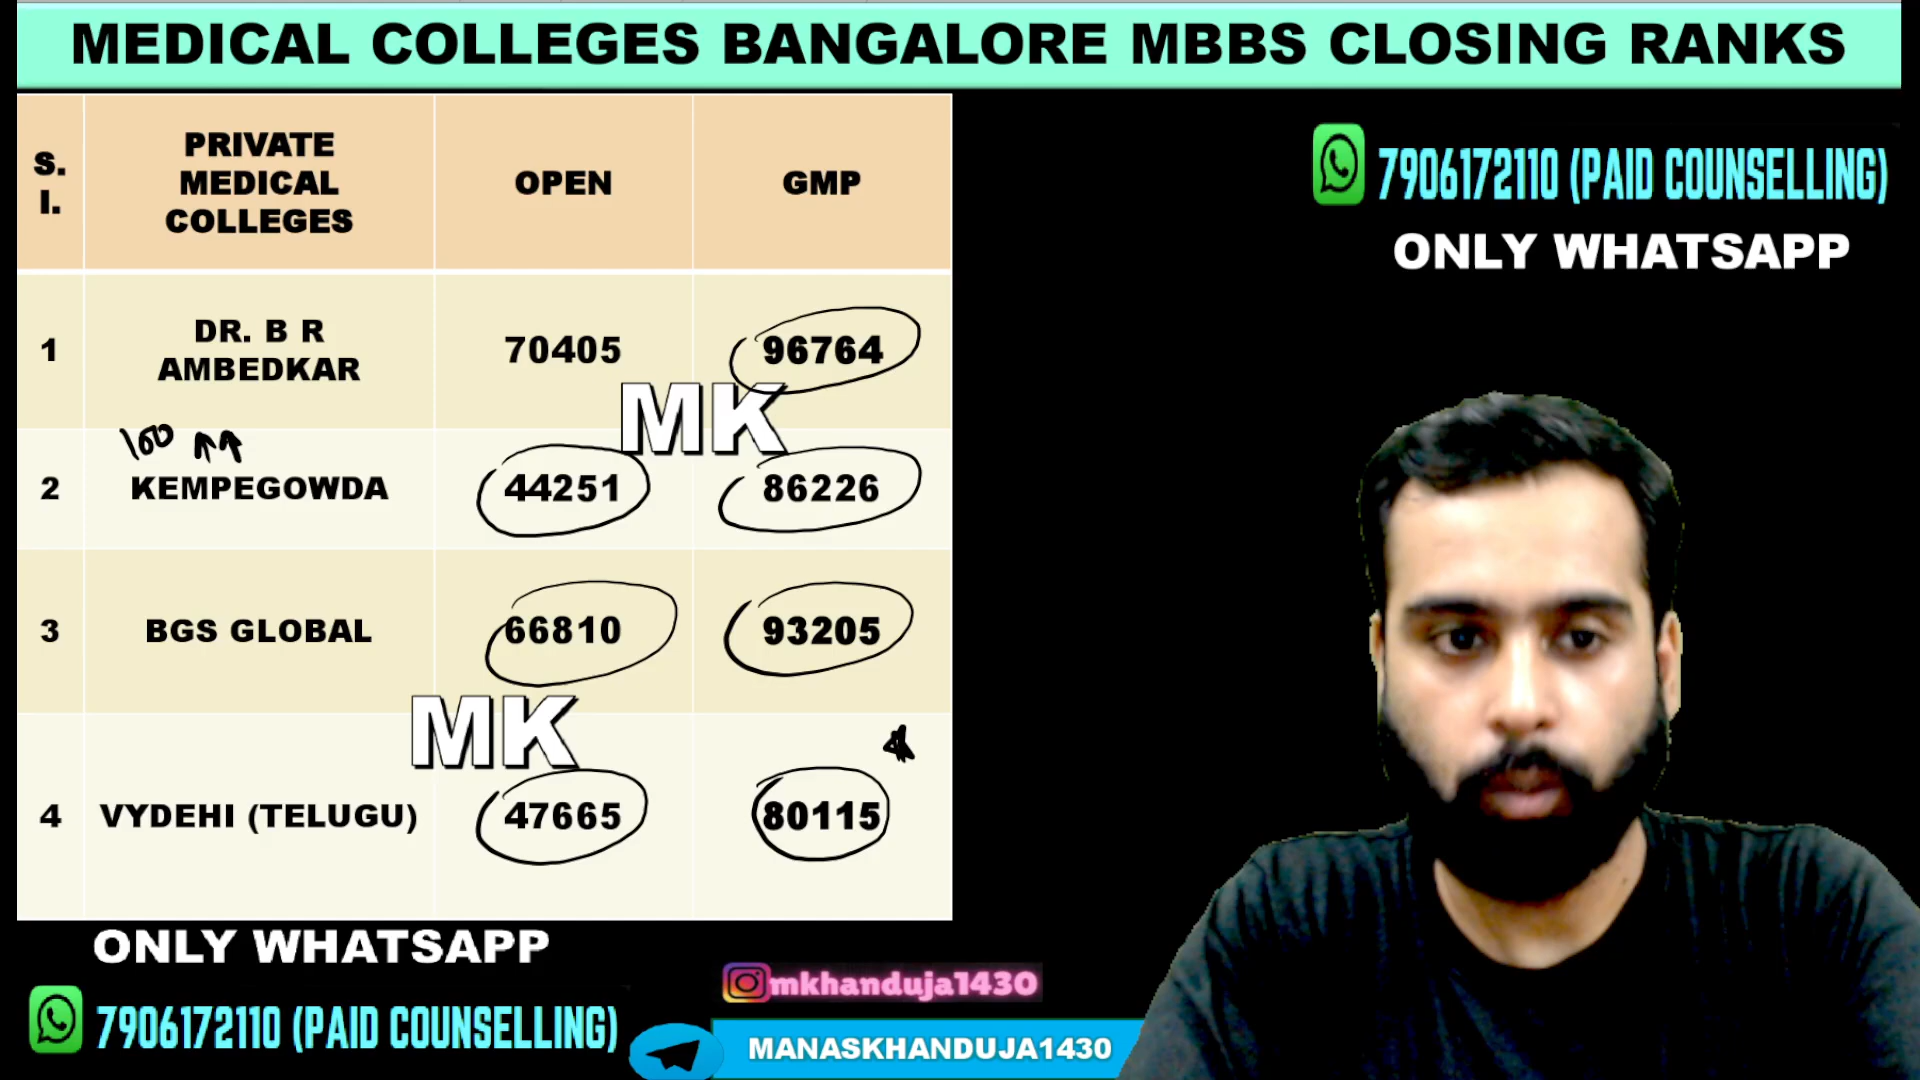 MEDICAL COLLEGES BANGALORE MBBS CLOSING RANKS
S.
I.
PRIVATE
MEDICAL
COLLEGES
OPEN
GMP
1
DR. B R
AMBEDKAR
70405
96764
MK
100
2
KEMPEGOWDA
44251
86226
3
BGS GLOBAL
66810
93205
MK
4
VYDEHI (TELUGU)
47665
80115
7906172110 (PAID COUNSELLING)
ONLY WHATSAPP
ONLY WHATSAPP
7906172110 (PAID COUNSELLING)
mkhanduja1430
MANASKHANDUJA1430